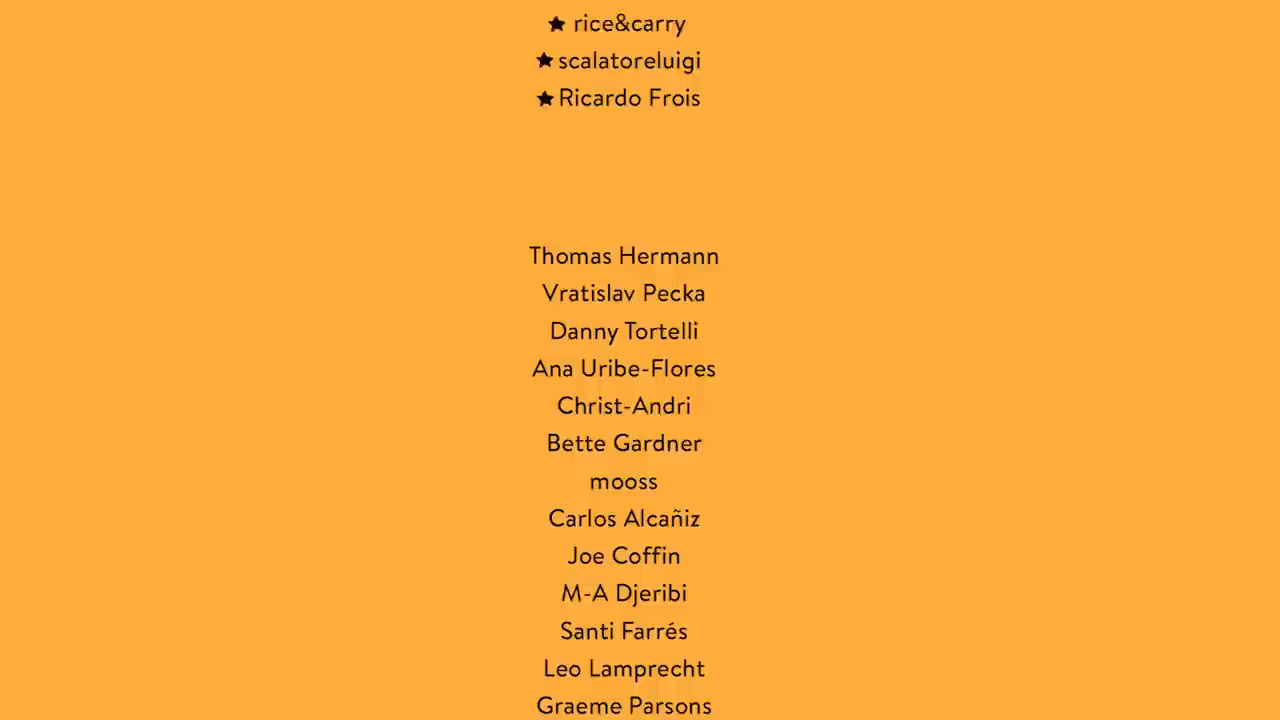 ★ rice&carry
★ scalatoreluigi
★ Ricardo Frois
Thomas Hermann
Vratislav Pecka
Danny Tortelli
Ana Uribe-Flores
Christ-Andri
Bette Gardner
mooss
Carlos Alcañiz
Joe Coffin
M-A Djeribi
Santi Farrés
Leo Lamprecht
Graeme Parsons